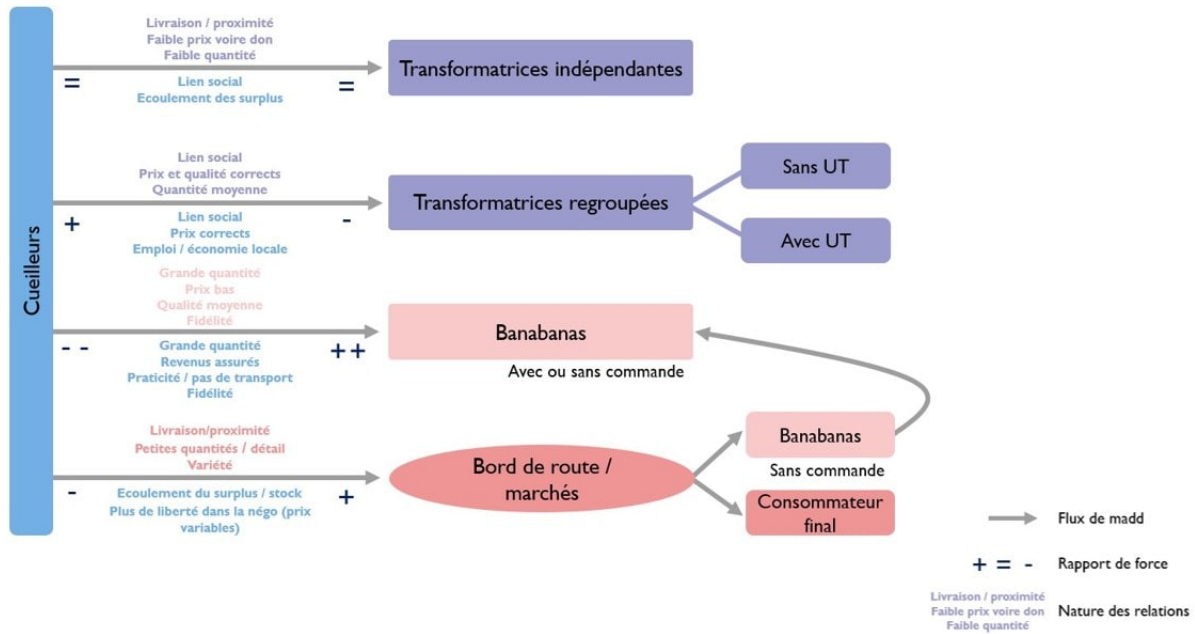 Cueilleurs
Livraison / proximité
Faible prix voire don
Faible quantité
=
=
Lien social
Ecoulement des surplus
Transformatrices indépendantes
Lien social
Prix et qualité corrects
Quantité moyenne
+
-
Lien social
Prix corrects
Emploi / économie locale
Transformatrices regroupées
Sans UT
Avec UT
Grande quantité
Prix bas
Qualité moyenne
Fidélité
- -
++
Grande quantité
Revenus assurés
Praticité / pas de transport
Fidélité
Banabanas
Avec ou sans commande
Livraison/proximité
Petites quantités / détail
Variété
-
+
Ecoulement du surplus / stock
Plus de liberté dans la négo (prix
variables)
Bord de route /
marchés
Banabanas
Sans commande
Consommateur
final
Flux de madd
+ = -
Rapport de force
Livraison / proximité
Faible prix voire don
Faible quantité
Nature des relations